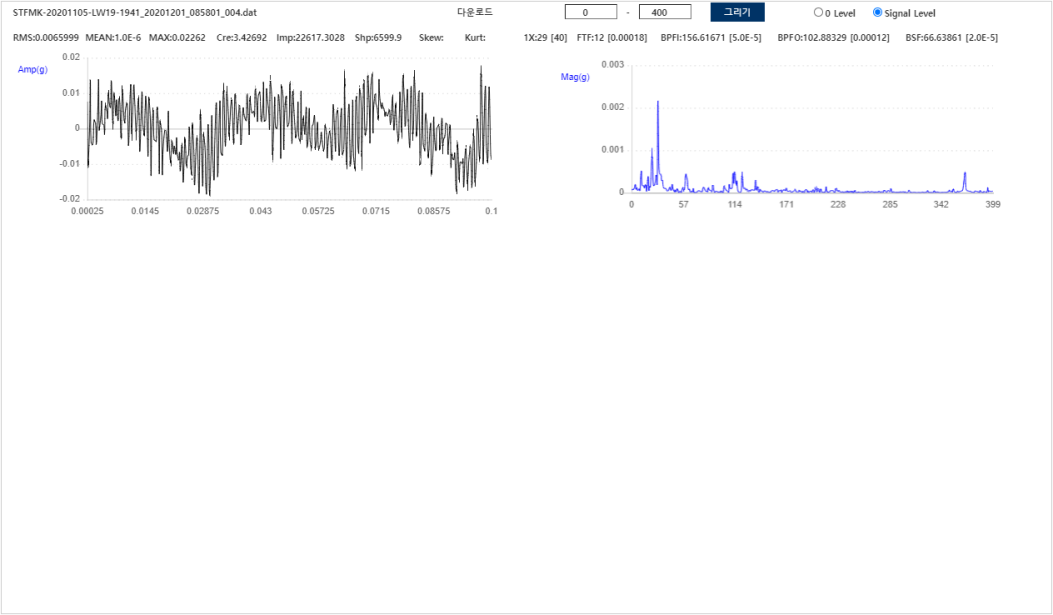 STFMK-20201105-LW19-1941_20201201_085801_004.dat 다운로드 0 - 400 그리기 0 Level Signal Level
RMS:0.0065999 MEAN:1.0E-6 MAX:0.02262 Cre:3.42692 Imp:22617.3028 Shp:6599.9 Skew: Kurt: 1X:29 [40] FTF:12 [0.00018] BPFI:156.61671 [5.0E-5] BPFO:102.88329 [0.00012] BSF:66.63861 [2.0E-5]
Amp(g)
0.02
0.01
0
-0.01
-0.02
0.00025 0.0145 0.02875 0.043 0.05725 0.0715 0.08575 0.1
Mag(g)
0.003
0.002
0.001
0
0 57 114 171 228 285 342 399